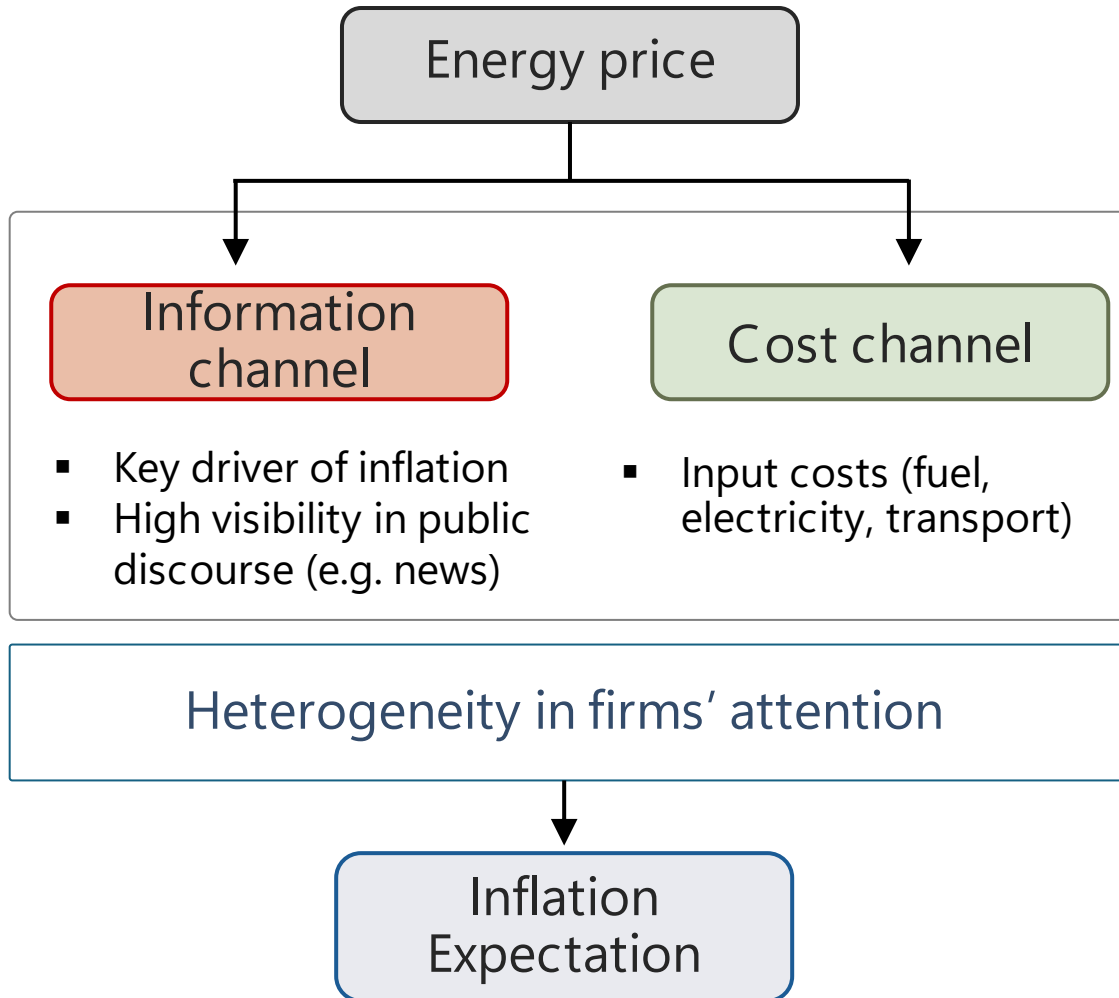 Energy price
Information
channel
Cost channel
▪ Key driver of inflation
▪ High visibility in public
discourse (e.g. news)
▪ Input costs (fuel,
electricity, transport)
Heterogeneity in firms’ attention
Inflation
Expectation